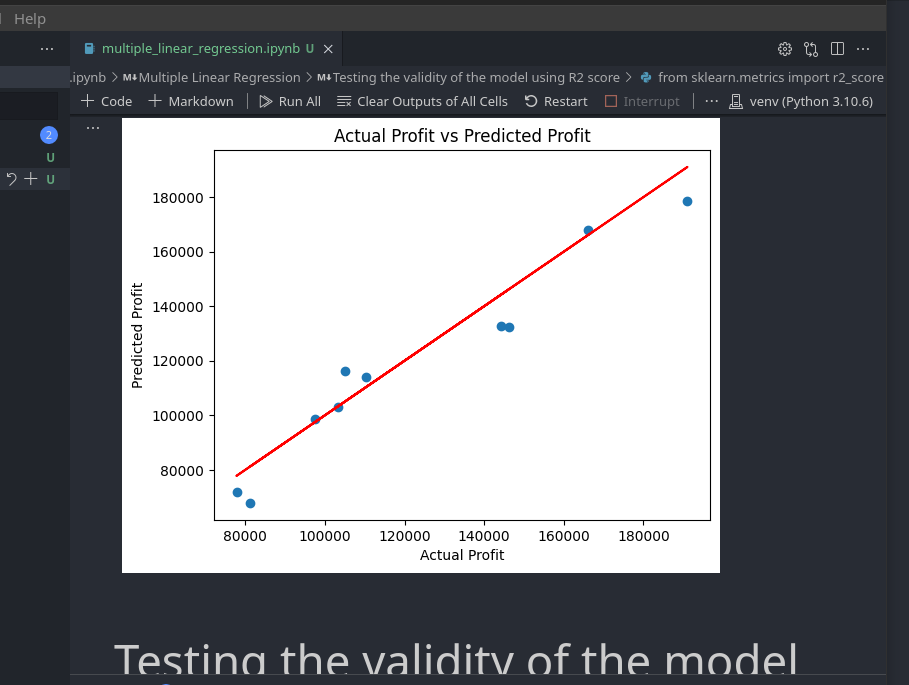 Help
multiple_linear_regression.ipynb U
.ipynb > M↓Multiple Linear Regression > M↓Testing the validity of the model using R2 score > from sklearn.metrics import r2_score
Code Markdown Run All Clear Outputs of All Cells Restart Interrupt venv (Python 3.10.6)
2
U
U
Actual Profit vs Predicted Profit
180000
160000
140000
120000
100000
80000
Predicted Profit
80000 100000 120000 140000 160000 180000
Actual Profit
Testing the validity of the model